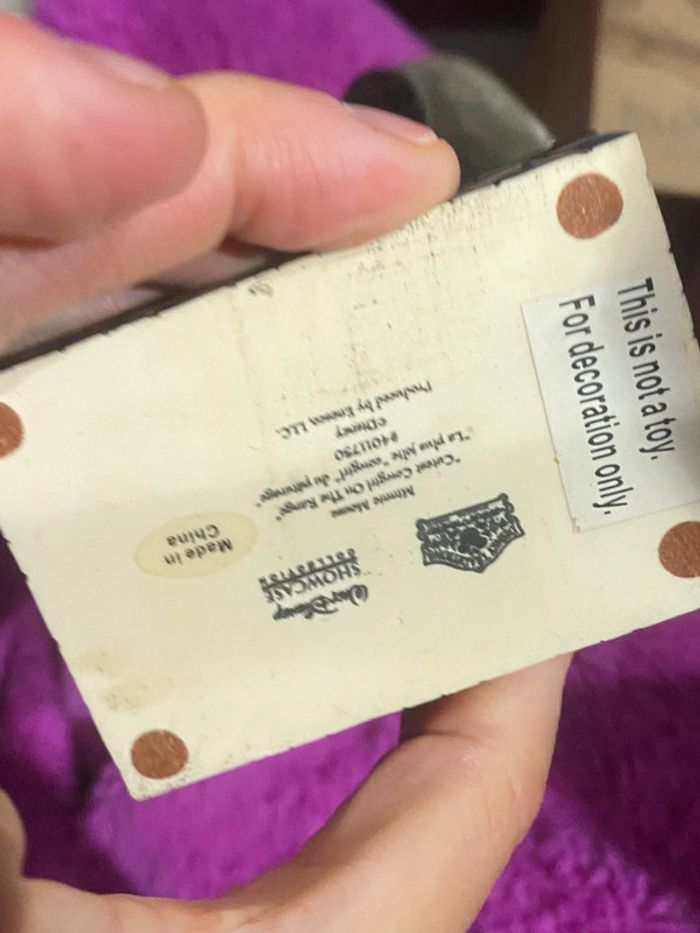 Walt Disney
SHOWCASE
COLLECTION
Minnie Mouse
"Cutest Cowgirl On The Range"
"La plus jolie "cowgirl" du pâturage"
#4011750
©Disney
Produced by Enesco, LLC.
Made in
China
This is not a toy.
For decoration only.